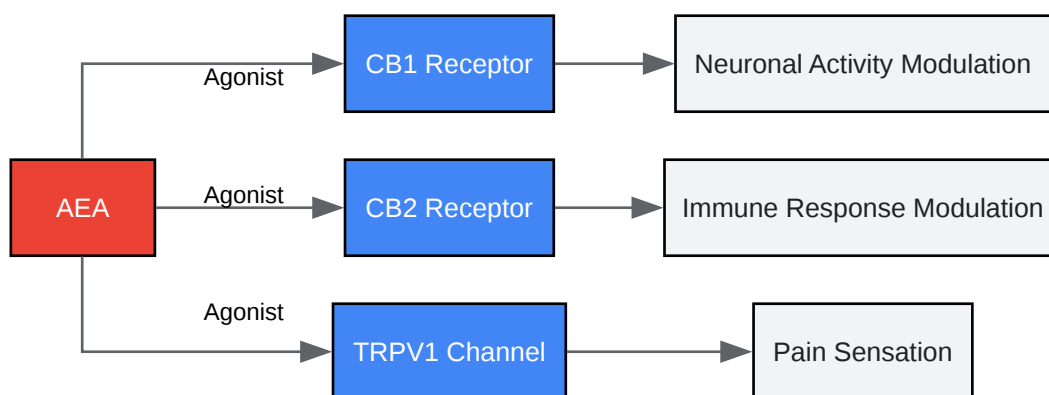 Agonist
CB1 Receptor
Neuronal Activity Modulation
AEA
Agonist
CB2 Receptor
Immune Response Modulation
Agonist
TRPV1 Channel
Pain Sensation